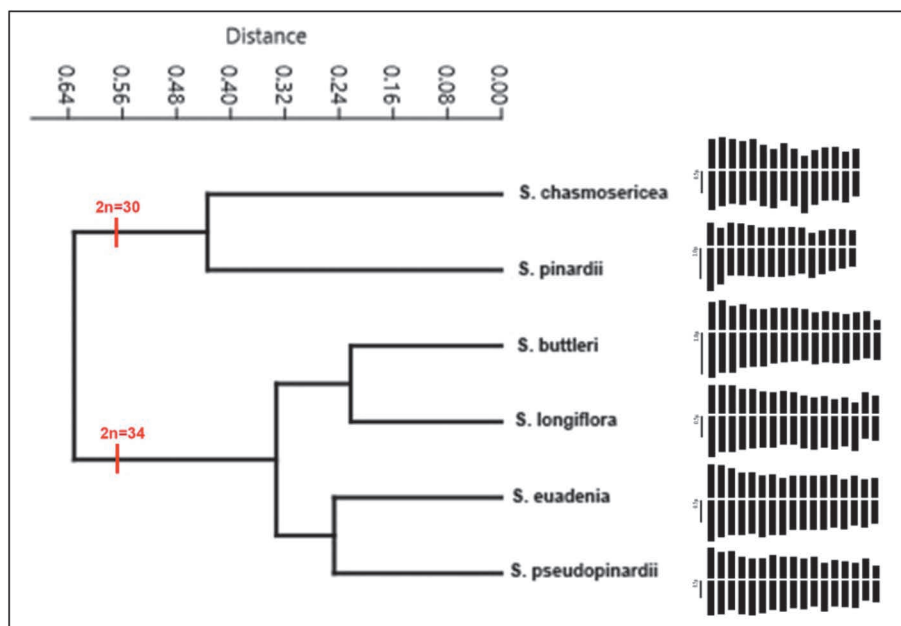 Distance
0.64 0.56 0.48 0.40 0.32 0.24 0.16 0.08 0.00
S. chasmosericea
2n=30
S. pinardii
S. buttleri
S. longiflora
2n=34
S. euadenia
S. pseudopinardii